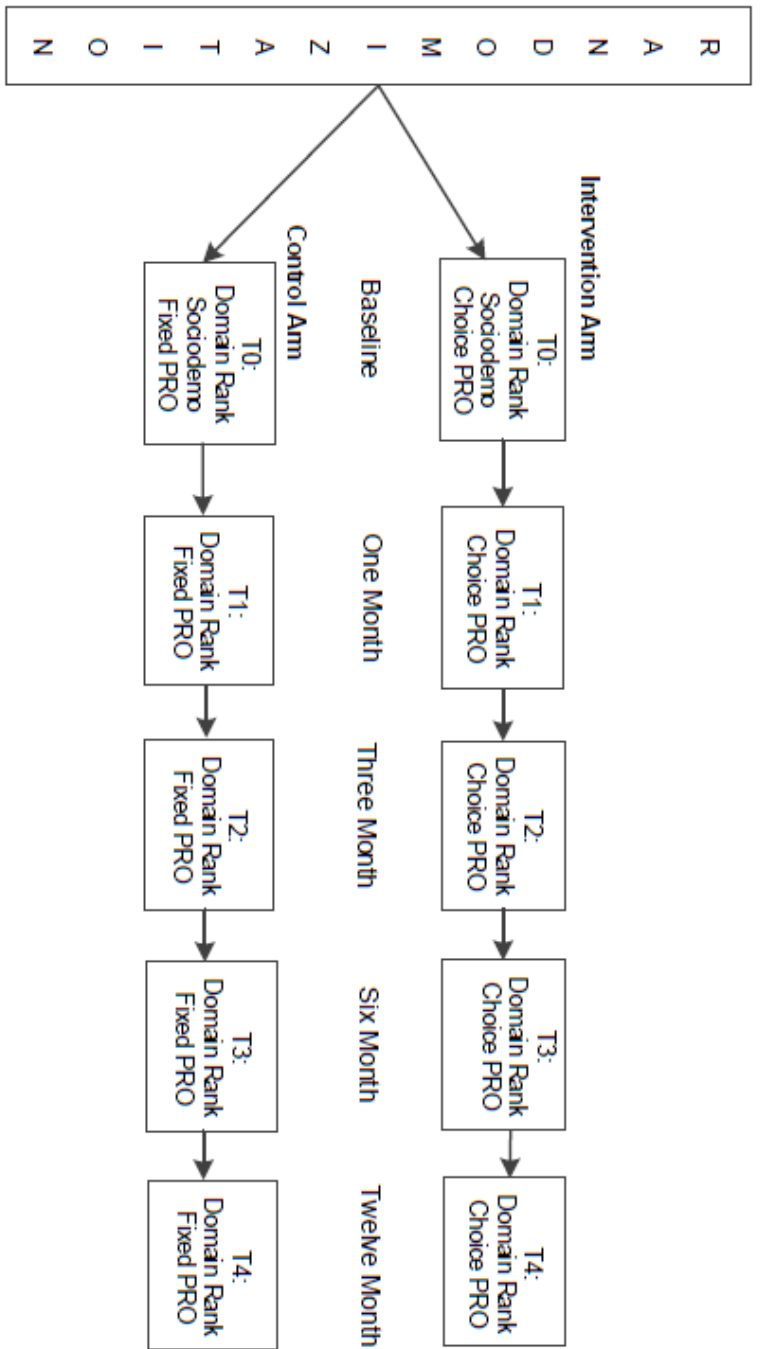 R A N D O M I Z A T I O N
Intervention Arm
T0:
Domain Rank
Sociodemo
Choice PRO
T1:
Domain Rank
Choice PRO
T2:
Domain Rank
Choice PRO
T3:
Domain Rank
Choice PRO
T4:
Domain Rank
Choice PRO
Baseline
One Month
Three Month
Six Month
Twelve Month
Control Arm
T0:
Domain Rank
Sociodemo
Fixed PRO
T1:
Domain Rank
Fixed PRO
T2:
Domain Rank
Fixed PRO
T3:
Domain Rank
Fixed PRO
T4:
Domain Rank
Fixed PRO